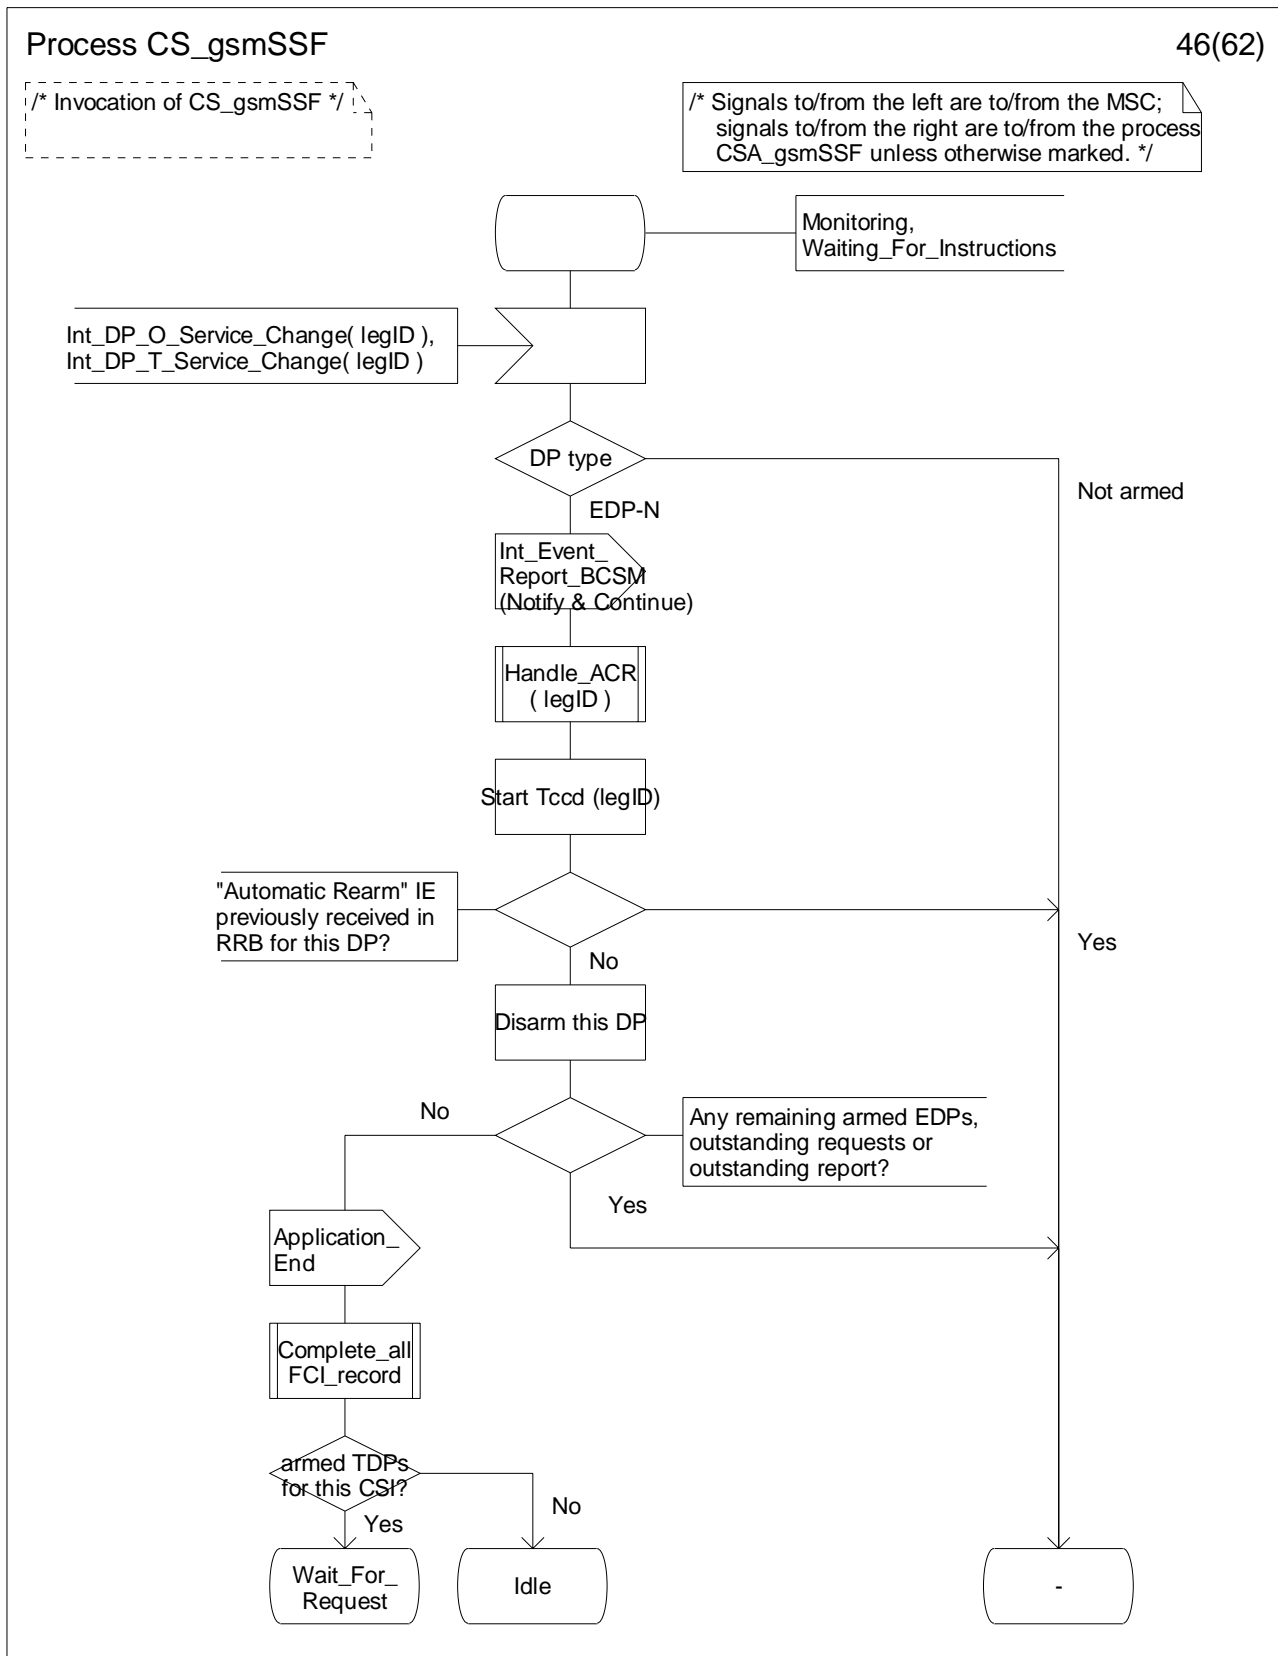 Process CS_gsmSSF
46(62)
/* Invocation of CS_gsmSSF */
/* Signals to/from the left are to/from the MSC;
signals to/from the right are to/from the process
CSA_gsmSSF unless otherwise marked. */
Monitoring,
Waiting_For_Instructions
Int_DP_O_Service_Change( legID ),
Int_DP_T_Service_Change( legID )
DP type
Not armed
EDP-N
Int_Event_
Report_BCSM
(Notify & Continue)
Handle_ACR
( legID )
Start Tccd (legID)
"Automatic Rearm" IE
previously received in
RRB for this DP?
Yes
No
Disarm this DP
No
Any remaining armed EDPs,
outstanding requests or
outstanding report?
Yes
Application_
End
Complete_all
FCI_record
armed TDPs
for this CSI?
No
Yes
Wait_For_
Request
Idle
-